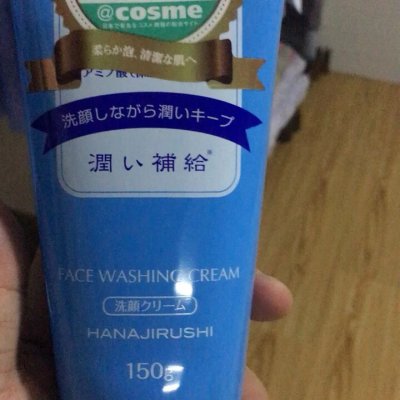 @cosme
柔らか泡、清潔な肌へ
アミノ酸
洗顔しながら潤いキープ
潤い補給※
FACE WASHING CREAM
洗顔クリーム
HANAJIRUSHI
150g